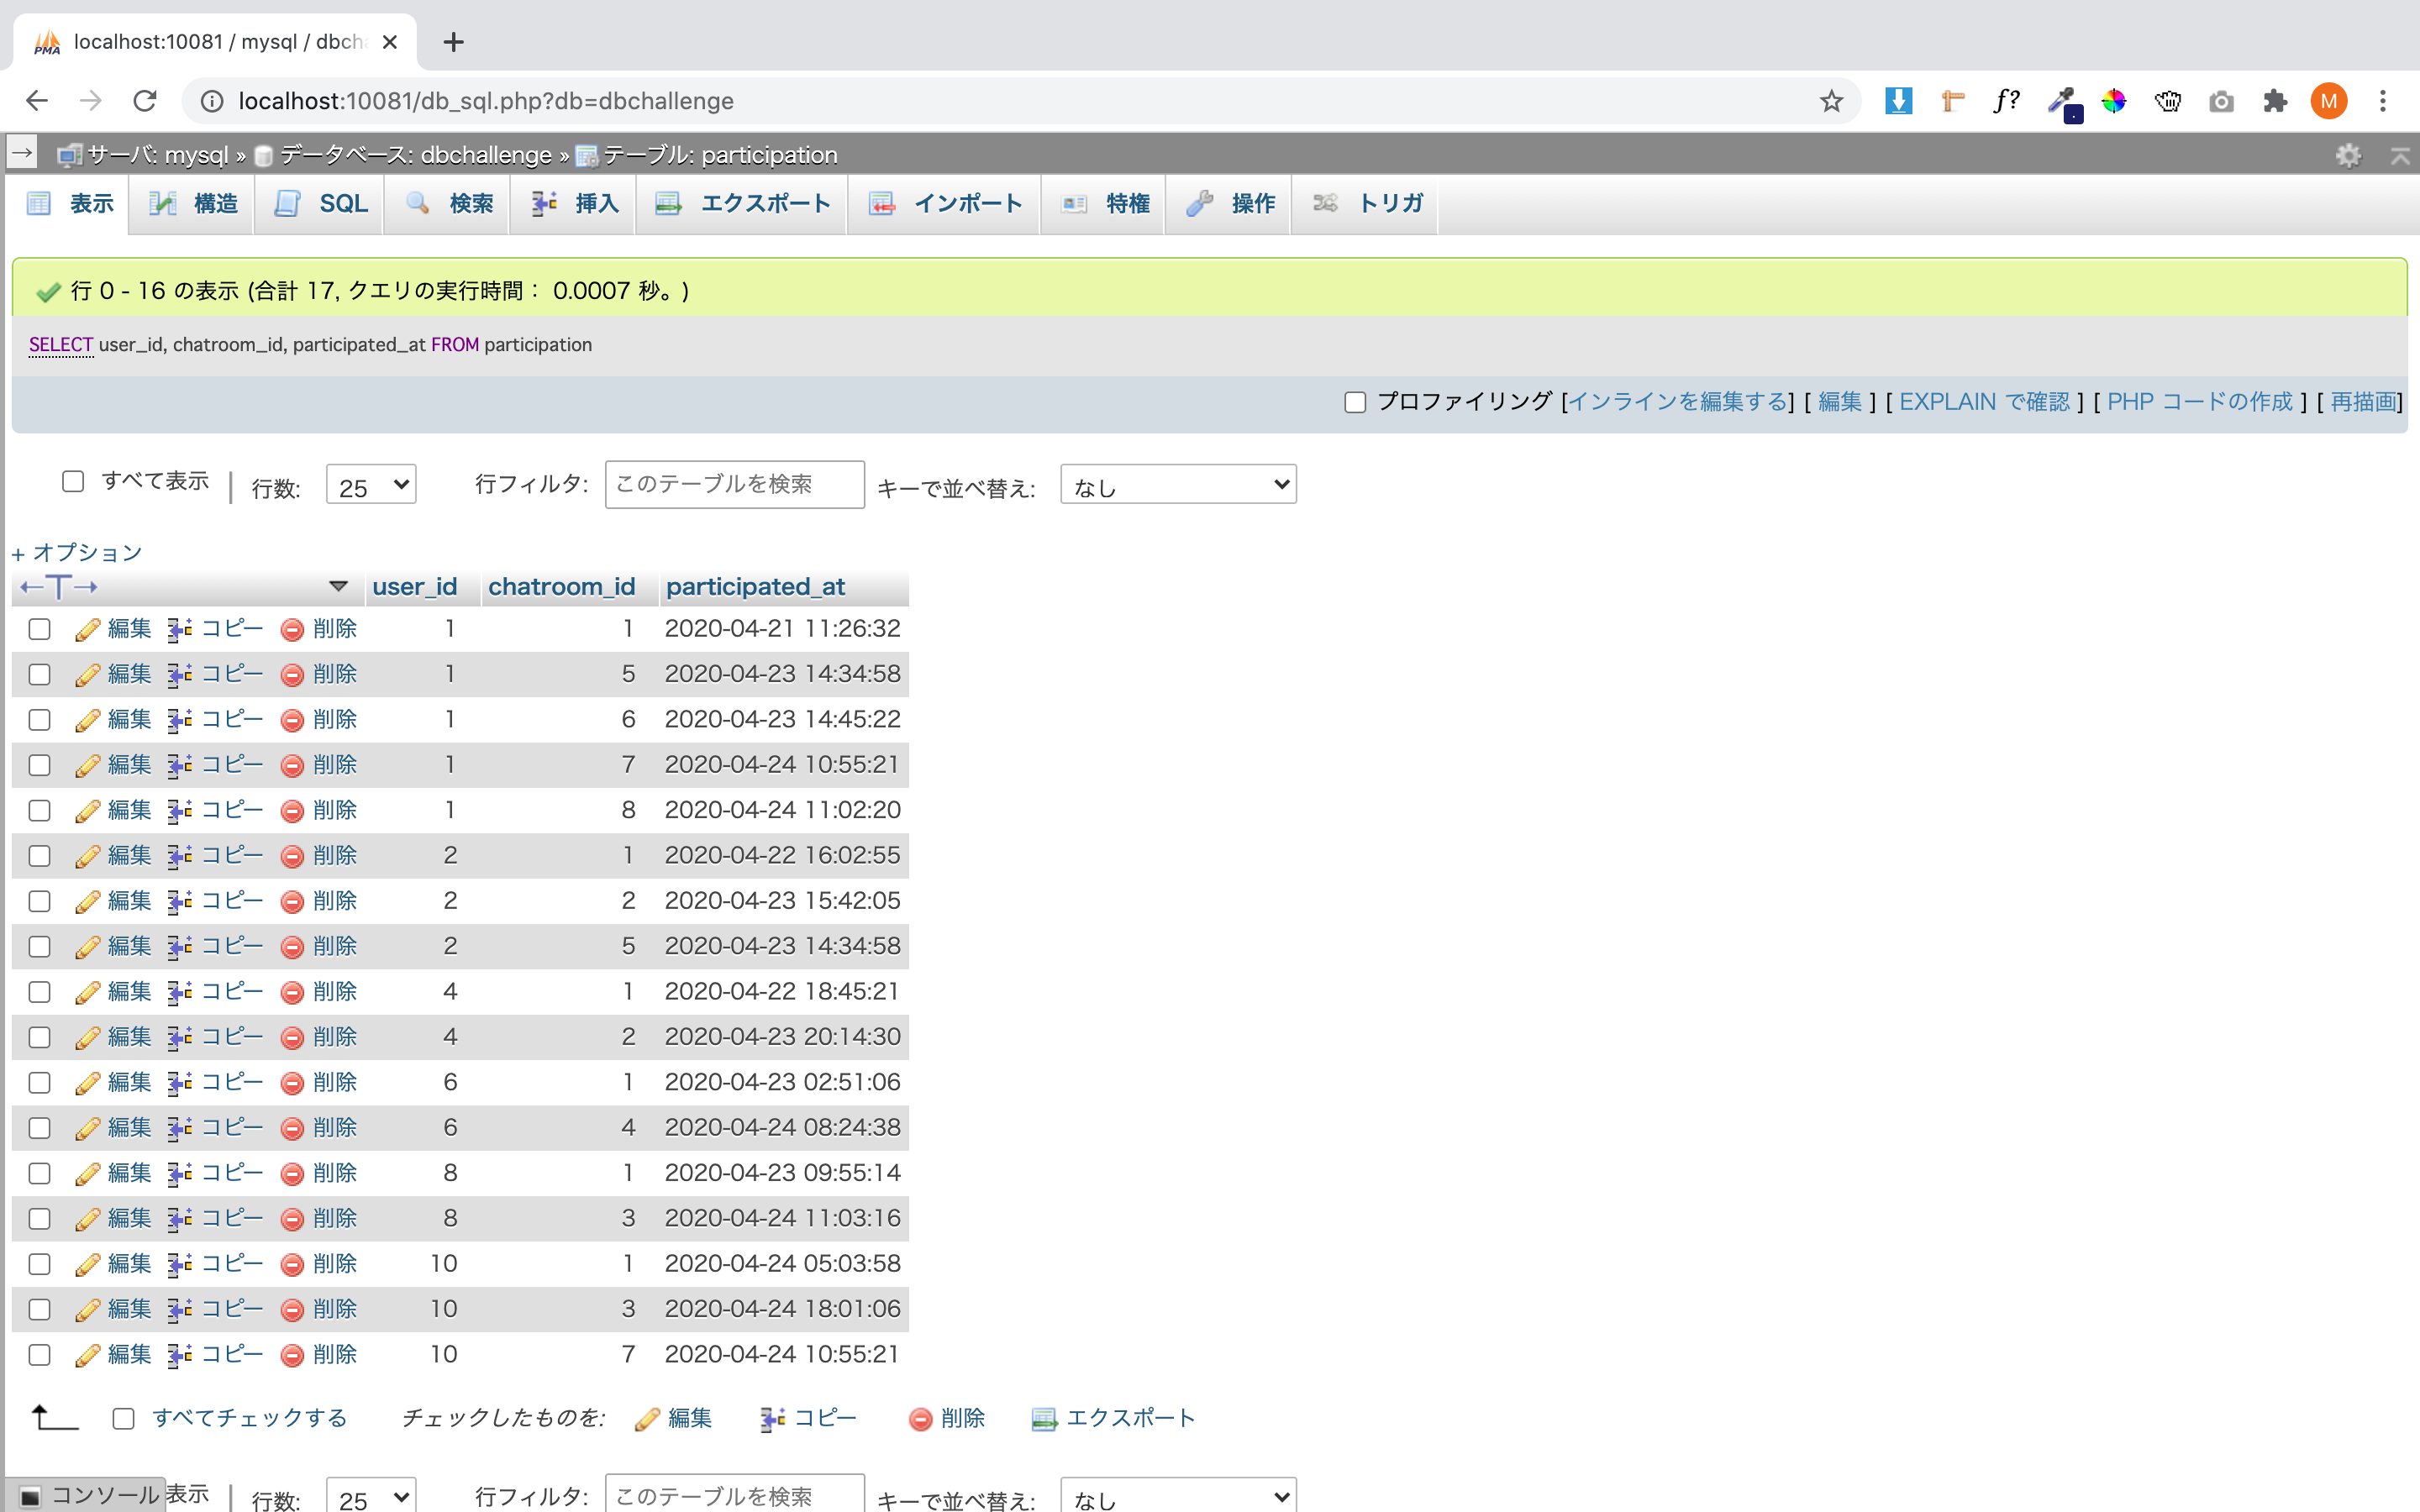 localhost:10081 / mysql / dbch
localhost:10081/db_sql.php?db=dbchallenge
f?
M
サーバ: mysql » データベース: dbchallenge » テーブル: participation
表示 構造 SQL 検索 挿入 エクスポート インポート 特権 操作 トリガ
行 0 - 16 の表示 (合計 17, クエリの実行時間： 0.0007 秒。)
SELECT user_id, chatroom_id, participated_at FROM participation
プロファイリング [インラインを編集する] [ 編集 ] [ EXPLAIN で確認 ] [ PHP コードの作成 ] [ 再描画]
すべて表示 | 行数: 25 行フィルタ: このテーブルを検索 キーで並べ替え: なし
+ オプション
←T→ user_id chatroom_id participated_at
編集 コピー 削除 1 1 2020-04-21 11:26:32
編集 コピー 削除 1 5 2020-04-23 14:34:58
編集 コピー 削除 1 6 2020-04-23 14:45:22
編集 コピー 削除 1 7 2020-04-24 10:55:21
編集 コピー 削除 1 8 2020-04-24 11:02:20
編集 コピー 削除 2 1 2020-04-22 16:02:55
編集 コピー 削除 2 2 2020-04-23 15:42:05
編集 コピー 削除 2 5 2020-04-23 14:34:58
編集 コピー 削除 4 1 2020-04-22 18:45:21
編集 コピー 削除 4 2 2020-04-23 20:14:30
編集 コピー 削除 6 1 2020-04-23 02:51:06
編集 コピー 削除 6 4 2020-04-24 08:24:38
編集 コピー 削除 8 1 2020-04-23 09:55:14
編集 コピー 削除 8 3 2020-04-24 11:03:16
編集 コピー 削除 10 1 2020-04-24 05:03:58
編集 コピー 削除 10 3 2020-04-24 18:01:06
編集 コピー 削除 10 7 2020-04-24 10:55:21
すべてチェックする チェックしたものを: 編集 コピー 削除 エクスポート
コンソール 表示 | 行数: 25 行フィルタ: このテーブルを検索 キーで並べ替え: なし